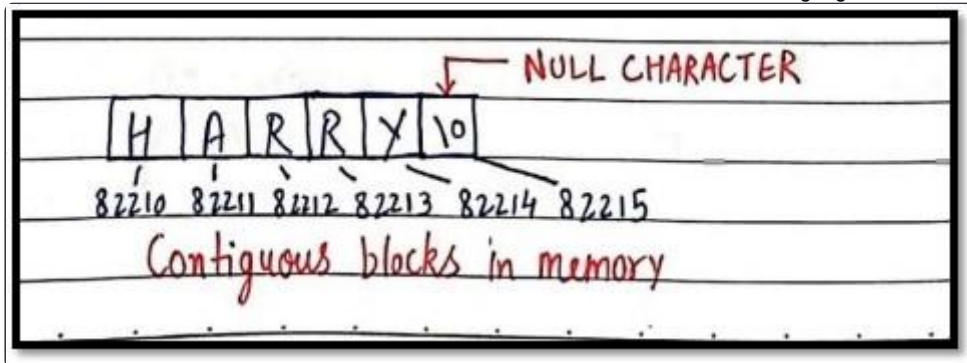 NULL CHARACTER
H A R R Y \0
82210 82211 82212 82213 82214 82215
Contiguous blocks in memory